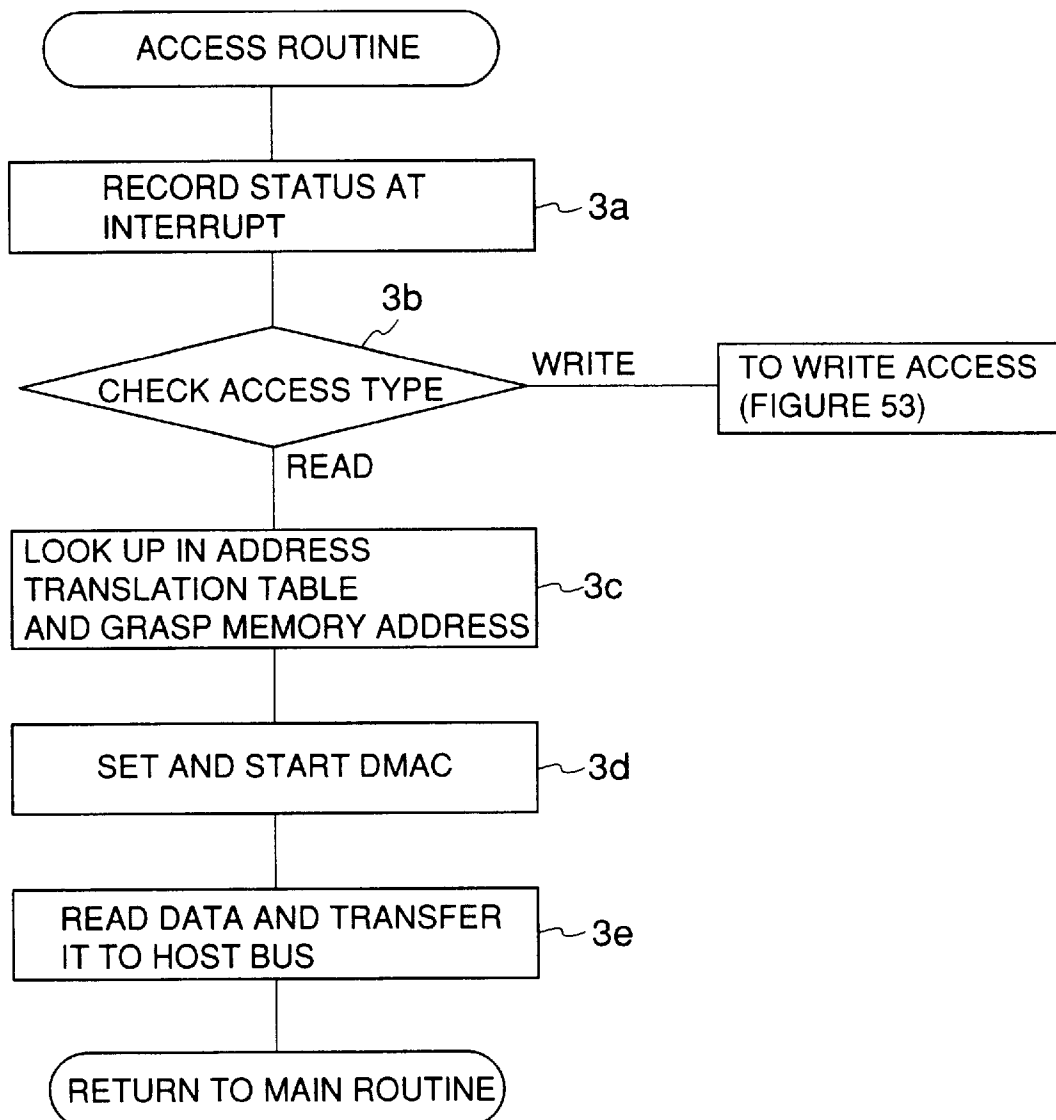 ACCESS ROUTINE
RECORD STATUS AT
INTERRUPT
3a
3b
CHECK ACCESS TYPE
WRITE
TO WRITE ACCESS
(FIGURE 53)
READ
LOOK UP IN ADDRESS
TRANSLATION TABLE
AND GRASP MEMORY ADDRESS
3c
SET AND START DMAC
3d
READ DATA AND TRANSFER
IT TO HOST BUS
3e
RETURN TO MAIN ROUTINE